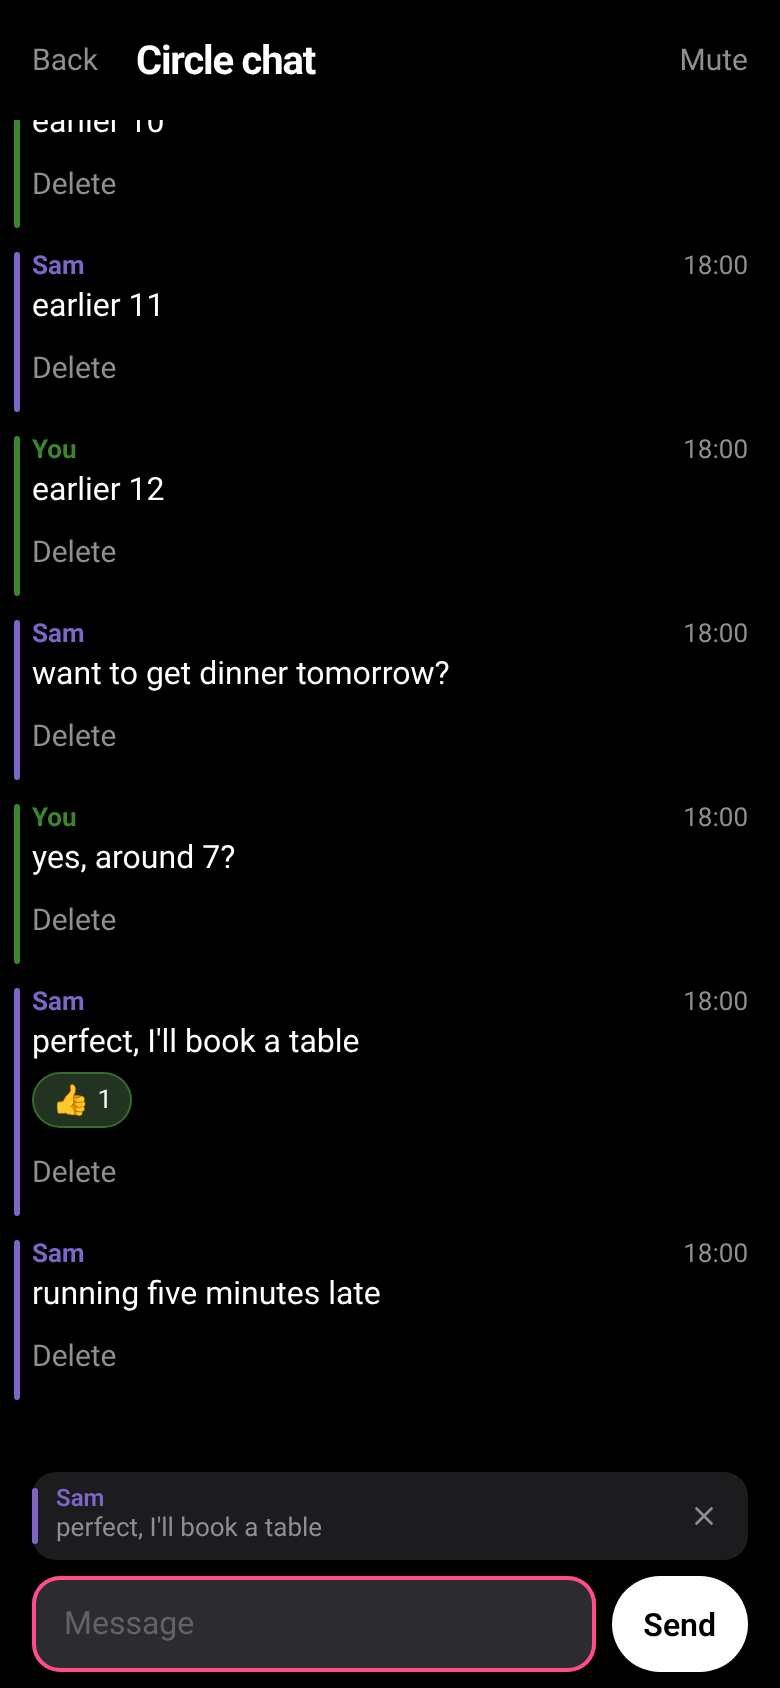 Back Circle chat Mute
earlier 10
Delete
Sam 18:00
earlier 11
Delete
You 18:00
earlier 12
Delete
Sam 18:00
want to get dinner tomorrow?
Delete
You 18:00
yes, around 7?
Delete
Sam 18:00
perfect, I'll book a table
👍 1
Delete
Sam 18:00
running five minutes late
Delete
Sam
perfect, I'll book a table
Message Send